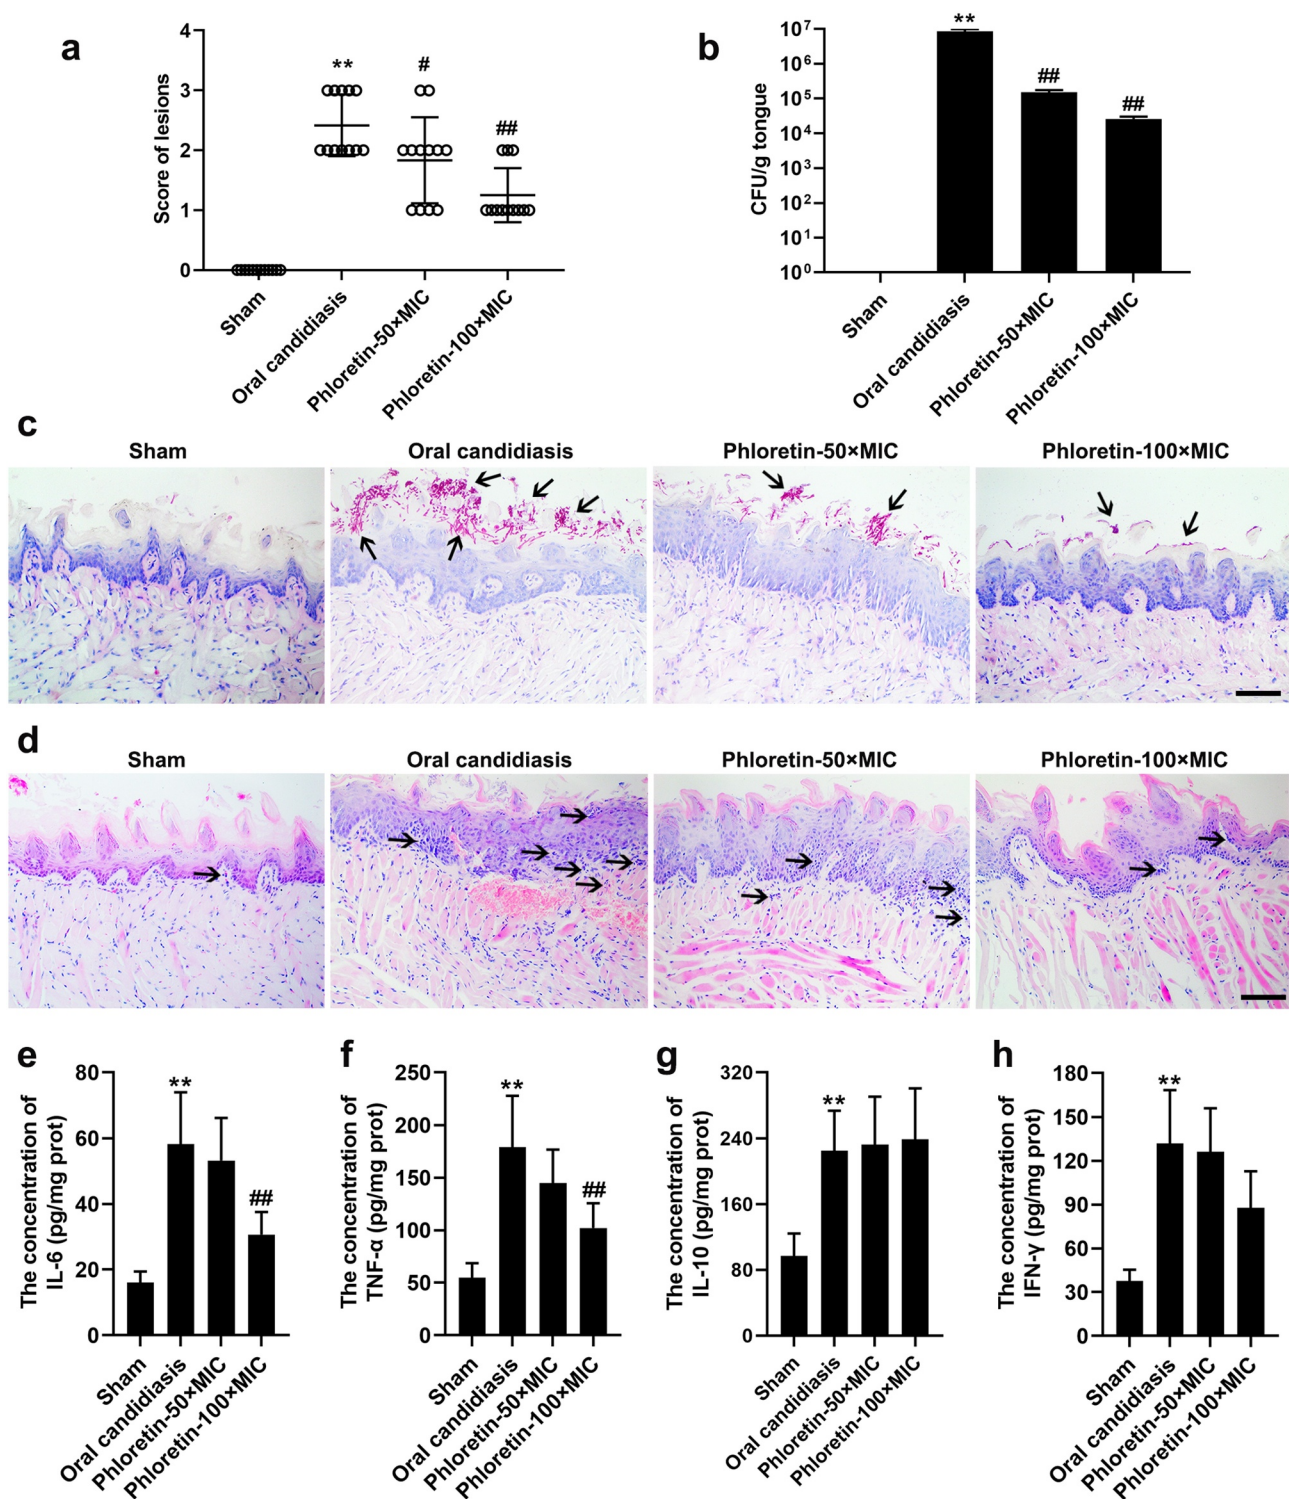 a
Score of lesions
4
3
2
1
0
**
#
##
Sham
Oral candidiasis
Phloretin-50×MIC
Phloretin-100×MIC
b
CFU/g tongue
10⁷
10⁶
10⁵
10⁴
10³
10²
10¹
10⁰
**
##
##
Sham
Oral candidiasis
Phloretin-50×MIC
Phloretin-100×MIC
c
Sham
Oral candidiasis
Phloretin-50×MIC
Phloretin-100×MIC
d
Sham
Oral candidiasis
Phloretin-50×MIC
Phloretin-100×MIC
e
The concentration of
IL-6 (pg/mg prot)
80
60
40
20
0
**
##
Sham
Oral candidiasis
Phloretin-50×MIC
Phloretin-100×MIC
f
The concentration of
TNF-α (pg/mg prot)
250
200
150
100
50
0
**
##
Sham
Oral candidiasis
Phloretin-50×MIC
Phloretin-100×MIC
g
The concentration of
IL-10 (pg/mg prot)
320
240
160
80
0
**
Sham
Oral candidiasis
Phloretin-50×MIC
Phloretin-100×MIC
h
The concentration of
IFN-γ (pg/mg prot)
180
150
120
90
60
30
0
**
Sham
Oral candidiasis
Phloretin-50×MIC
Phloretin-100×MIC